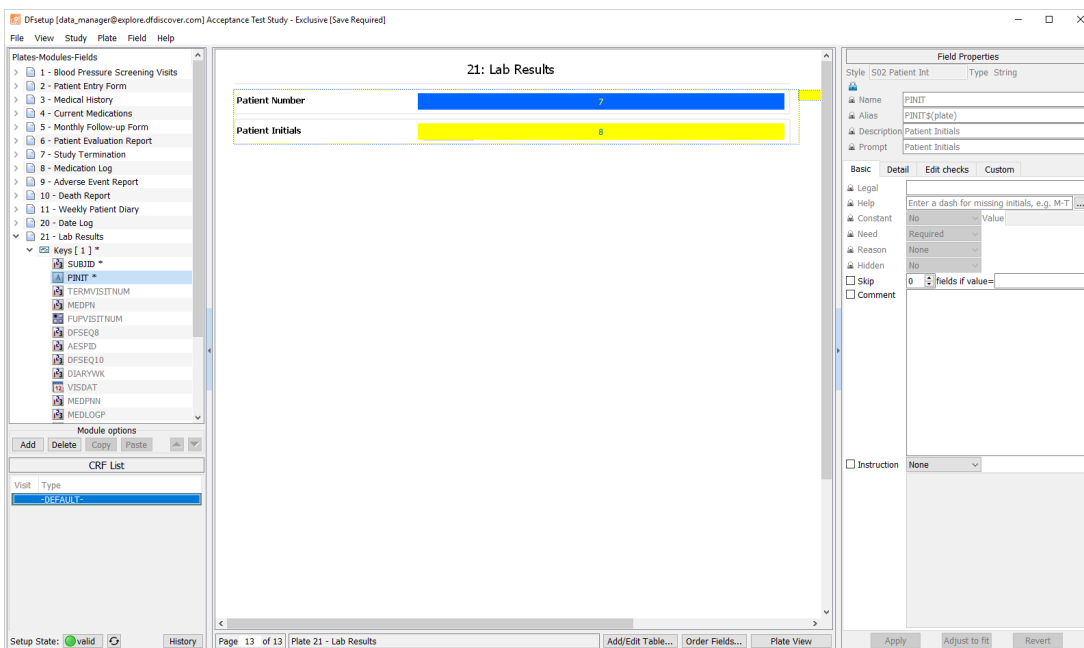 DFsetup [data_manager@explore.dfdiscover.com] Acceptance Test Study - Exclusive [Save Required]
File View Study Plate Field Help
Plates-Modules-Fields
1 - Blood Pressure Screening Visits
2 - Patient Entry Form
3 - Medical History
4 - Current Medications
5 - Monthly Follow-up Form
6 - Patient Evaluation Report
7 - Study Termination
8 - Medication Log
9 - Adverse Event Report
10 - Death Report
11 - Weekly Patient Diary
20 - Date Log
21 - Lab Results
Keys [ 1 ] *
SUBJID *
PINIT *
TERMVISITNUM
MEDPN
FUPVISITNUM
DFSEQ8
AESPID
DFSEQ10
DIARYWK
VISDAT
MEDPNN
MEDLOGP
Module options
Add Delete Copy Paste
CRF List
Visit Type
-DEFAULT-
Setup State: valid History
21: Lab Results
Patient Number 7
Patient Initials 8
Page 13 of 13 Plate 21 - Lab Results Add/Edit Table... Order Fields... Plate View
Field Properties
Style S02 Patient Int Type String
Name PINIT
Alias PINIT$(plate)
Description Patient Initials
Prompt Patient Initials
Basic Detail Edit checks Custom
Legal
Help Enter a dash for missing initials, e.g. M-T ...
Constant No Value
Need Required
Reason None
Hidden No
Skip 0 fields if value=
Comment
Instruction None
Apply Adjust to fit Revert